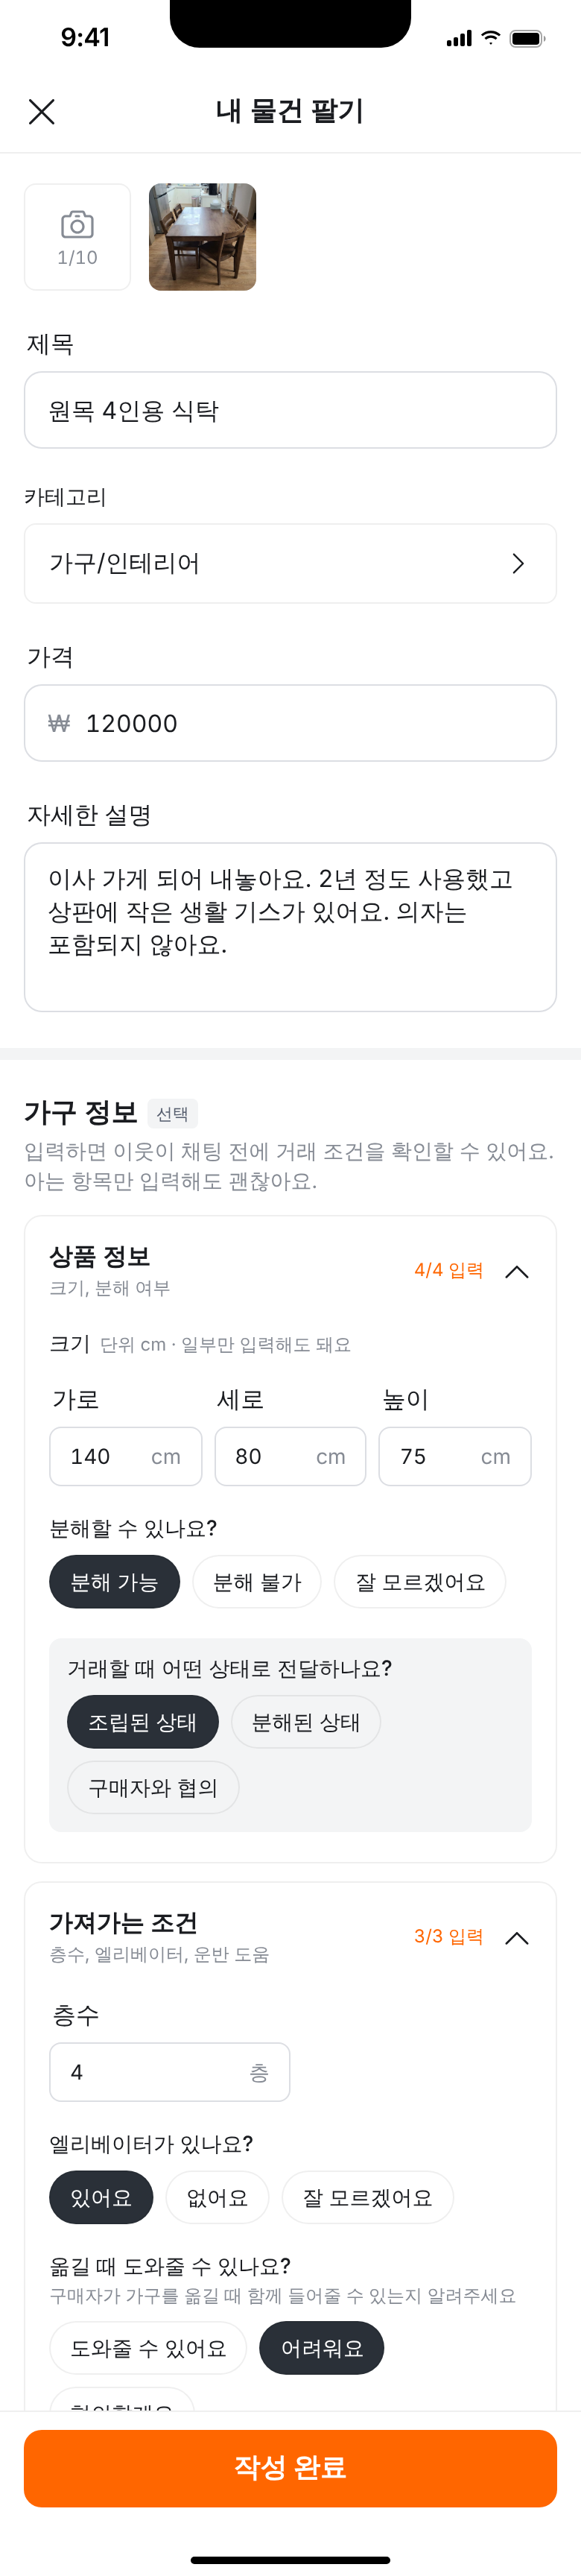 9:41
내 물건 팔기
1/10
제목
원목 4인용 식탁
카테고리
가구/인테리어
가격
₩ 120000
자세한 설명
이사 가게 되어 내놓아요. 2년 정도 사용했고
상판에 작은 생활 기스가 있어요. 의자는
포함되지 않아요.
가구 정보 선택
입력하면 이웃이 채팅 전에 거래 조건을 확인할 수 있어요.
아는 항목만 입력해도 괜찮아요.
상품 정보
4/4 입력
크기, 분해 여부
크기 단위 cm · 일부만 입력해도 돼요
가로 세로 높이
140 cm 80 cm 75 cm
분해할 수 있나요?
분해 가능 분해 불가 잘 모르겠어요
거래할 때 어떤 상태로 전달하나요?
조립된 상태 분해된 상태
구매자와 협의
가져가는 조건
3/3 입력
층수, 엘리베이터, 운반 도움
층수
4 층
엘리베이터가 있나요?
있어요 없어요 잘 모르겠어요
옮길 때 도와줄 수 있나요?
구매자가 가구를 옮길 때 함께 들어줄 수 있는지 알려주세요
도와줄 수 있어요 어려워요
작성 완료